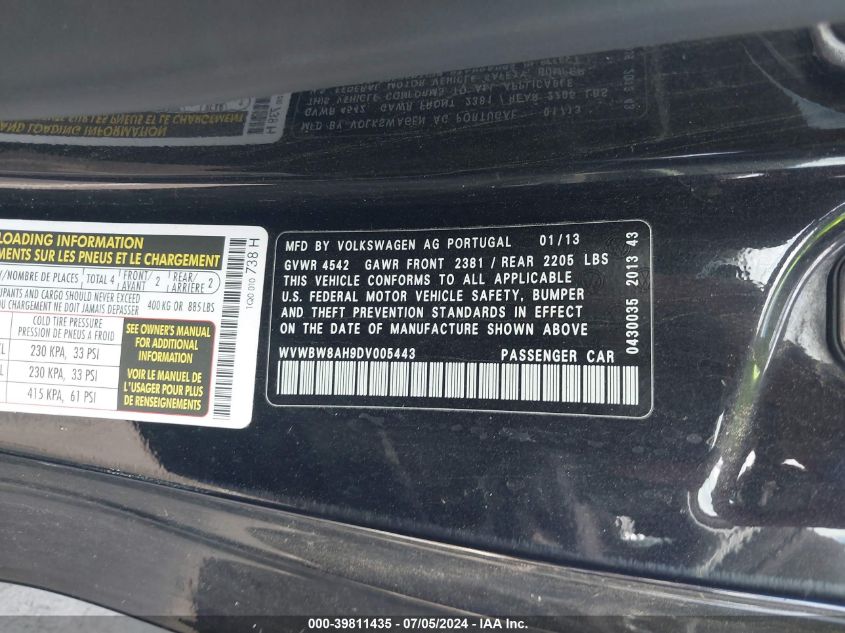 LOADING INFORMATION
MENTS SUR LES PNEUS ET LE CHARGEMENT
/NOMBRE DE PLACES TOTAL 4 FRONT/AVANT 2 REAR/ARRIÈRE 2
PANTS AND CARGO SHOULD NEVER EXCEED
OU CHARGEMENT NE DOIT JAMAIS DEPASSER 400 KG OR 885 LBS
COLD TIRE PRESSURE
PRESSION DE PNEUS A FROID
230 KPA, 33 PSI
230 KPA, 33 PSI
415 KPA, 61 PSI
SEE OWNER'S MANUAL
FOR ADDITIONAL
INFORMATION
VOIR LE MANUEL DE
L'USAGER POUR PLUS
DE RENSEIGNEMENTS
1Q0 010 738 H
MFD BY VOLKSWAGEN AG PORTUGAL 01/13
GVWR 4542 GAWR FRONT 2381 / REAR 2205 LBS
THIS VEHICLE CONFORMS TO ALL APPLICABLE
U.S. FEDERAL MOTOR VEHICLE SAFETY, BUMPER
AND THEFT PREVENTION STANDARDS IN EFFECT
ON THE DATE OF MANUFACTURE SHOWN ABOVE
WVWBW8AH9DV005443 PASSENGER CAR
0430035 2013 43
000-39811435 - 07/05/2024 - IAAI.com